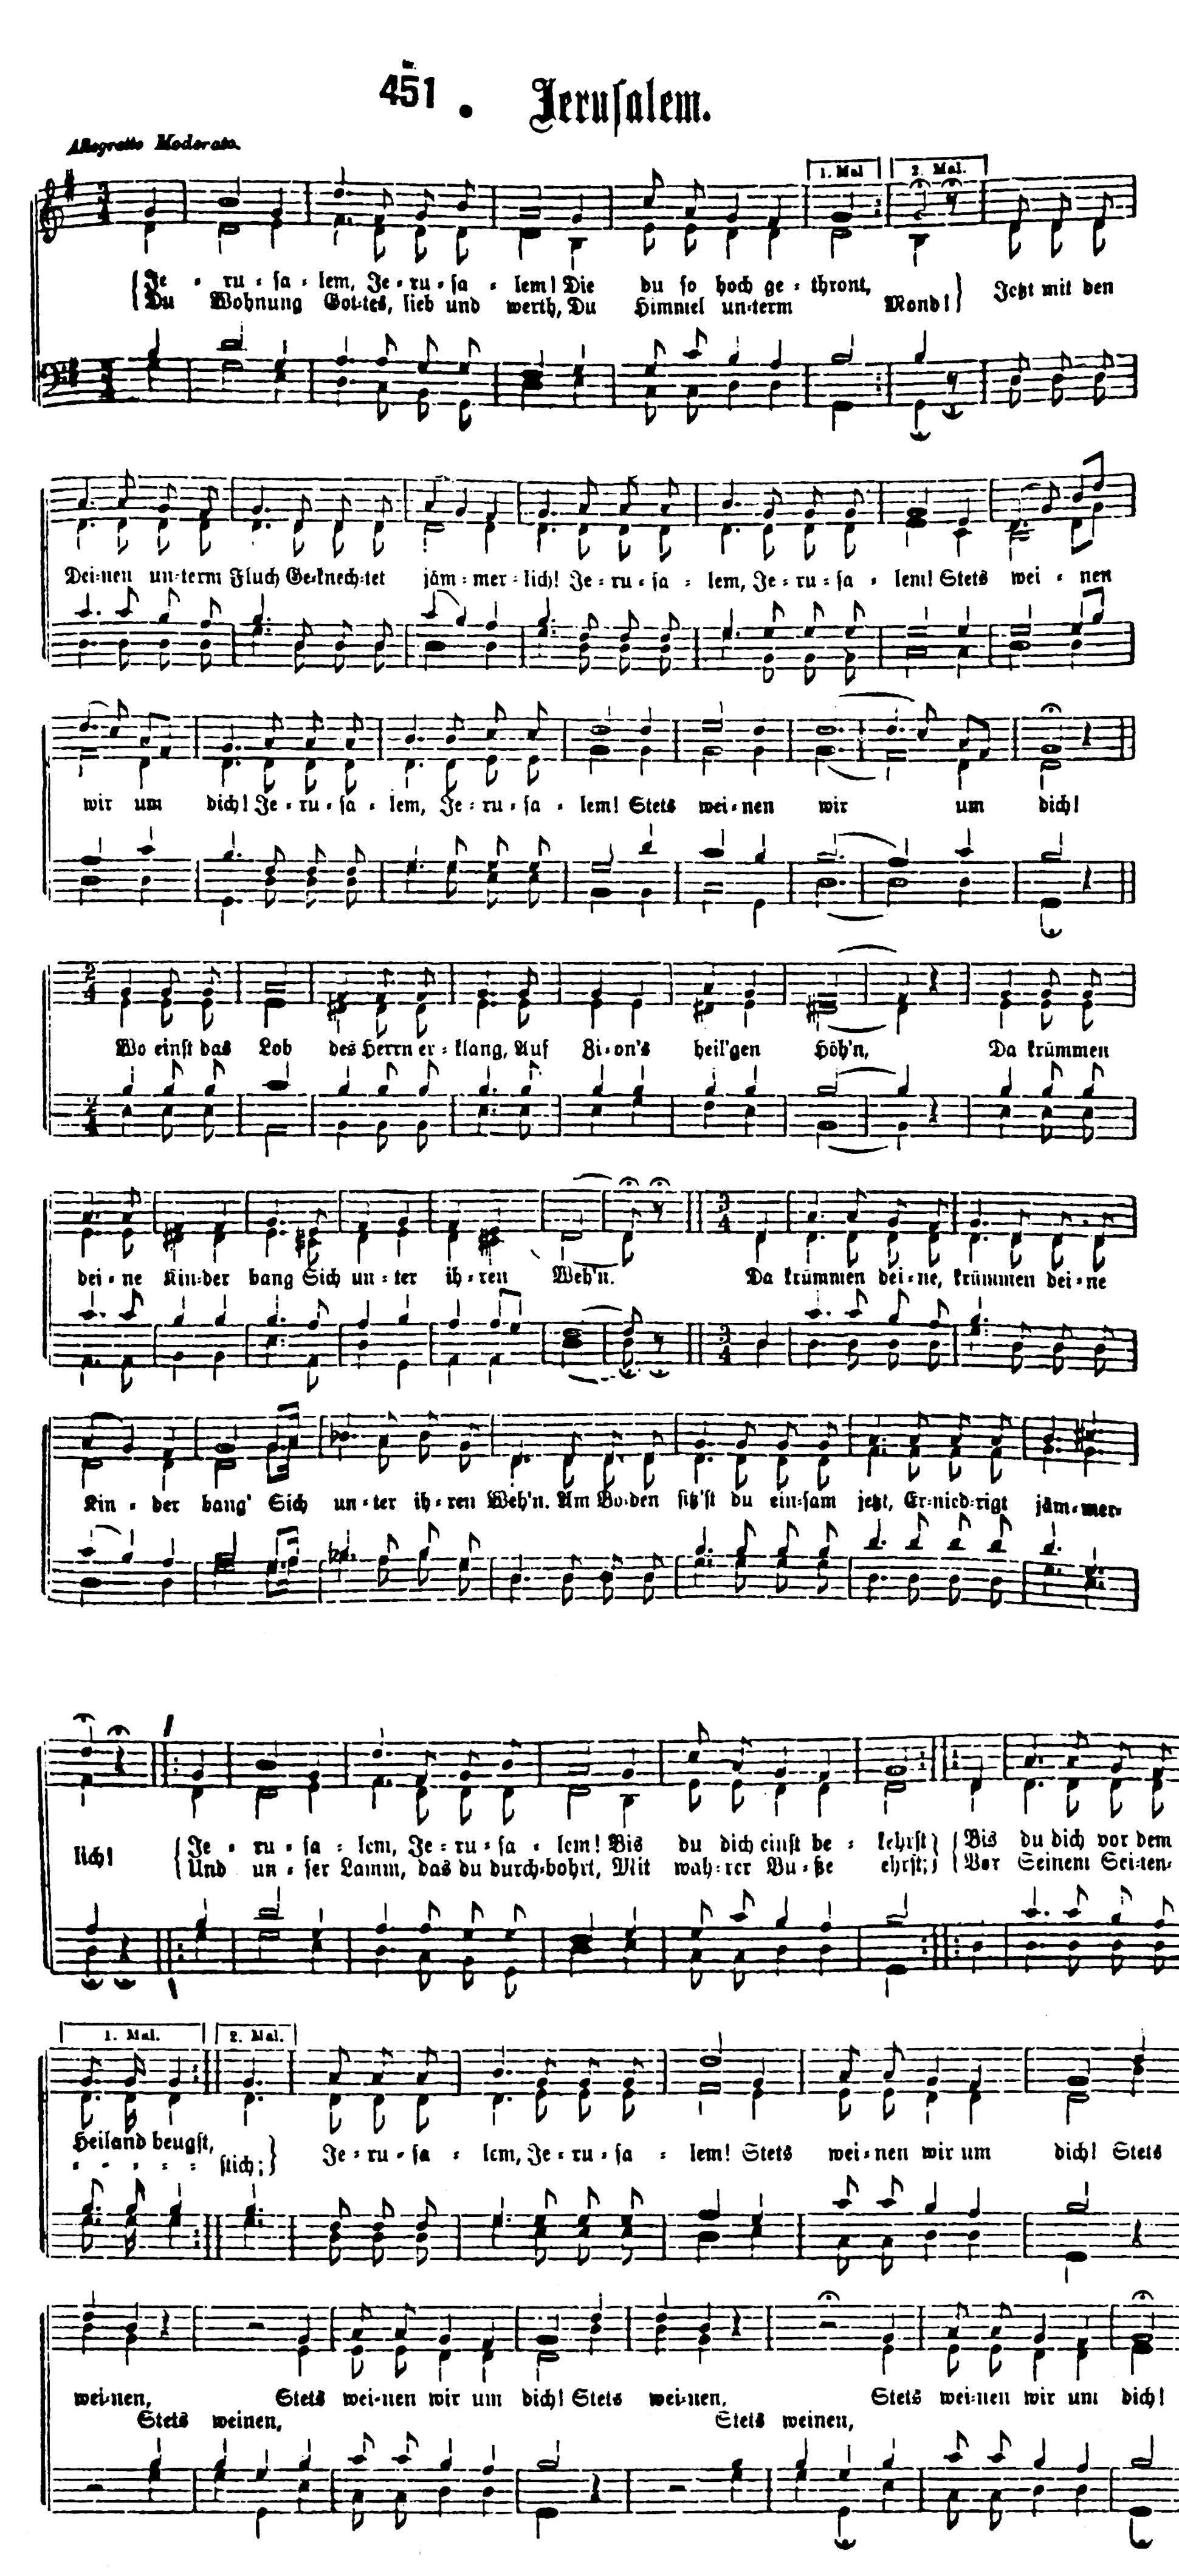 Nr.
451. Jerusalem.
Allegretto Moderato.
1. Mal 2. Mal.
Je - ru - sa - lem, Je - ru - sa - lem! Die du so hoch ge - thront, Jetzt mit den
Du Wohnung Got-tes, lieb und werth, Du Himmel un-term Mond!
Dei-nen un-term Fluch Ge-knech-tet jäm-mer-lich! Je - ru - sa - lem, Je - ru - sa - lem! Stets wei - nen
wir um dich! Je - ru - sa - lem, Je - ru - sa - lem! Stets wei-nen wir um dich!
Wo einst das Lob des Herrn er - klang, Auf Zi-on's heil'gen Höh'n, Da krümmen
dei-ne Kin-der bang Sich un-ter ih-ren Weh'n. Da krümmen dei-ne, krümmen dei-ne
Kin - der bang' Sich un-ter ih-ren Weh'n. Am Bo-den sitz'st du ein-sam jetzt, Er-nied-rigt jäm-mer-
lich! Je - ru - sa - lem, Je - ru - sa - lem! Bis du dich einst be - kehrst Bis du dich vor dem
Und un - ser Lamm, das du durch-bohrt, Mit wah-rer Bu-ße ehrst; Vor Seinem Sei-ten-
1. Mal. 2. Mal.
Heiland beugst, Je - ru - sa - lem, Je - ru - sa - lem! Stets wei-nen wir um dich! Stets
- - - - - stich;
wei-nen, Stets wei-nen wir um dich! Stets wei-nen, Stets wei-nen wir um dich!
Stets weinen, Stets weinen,